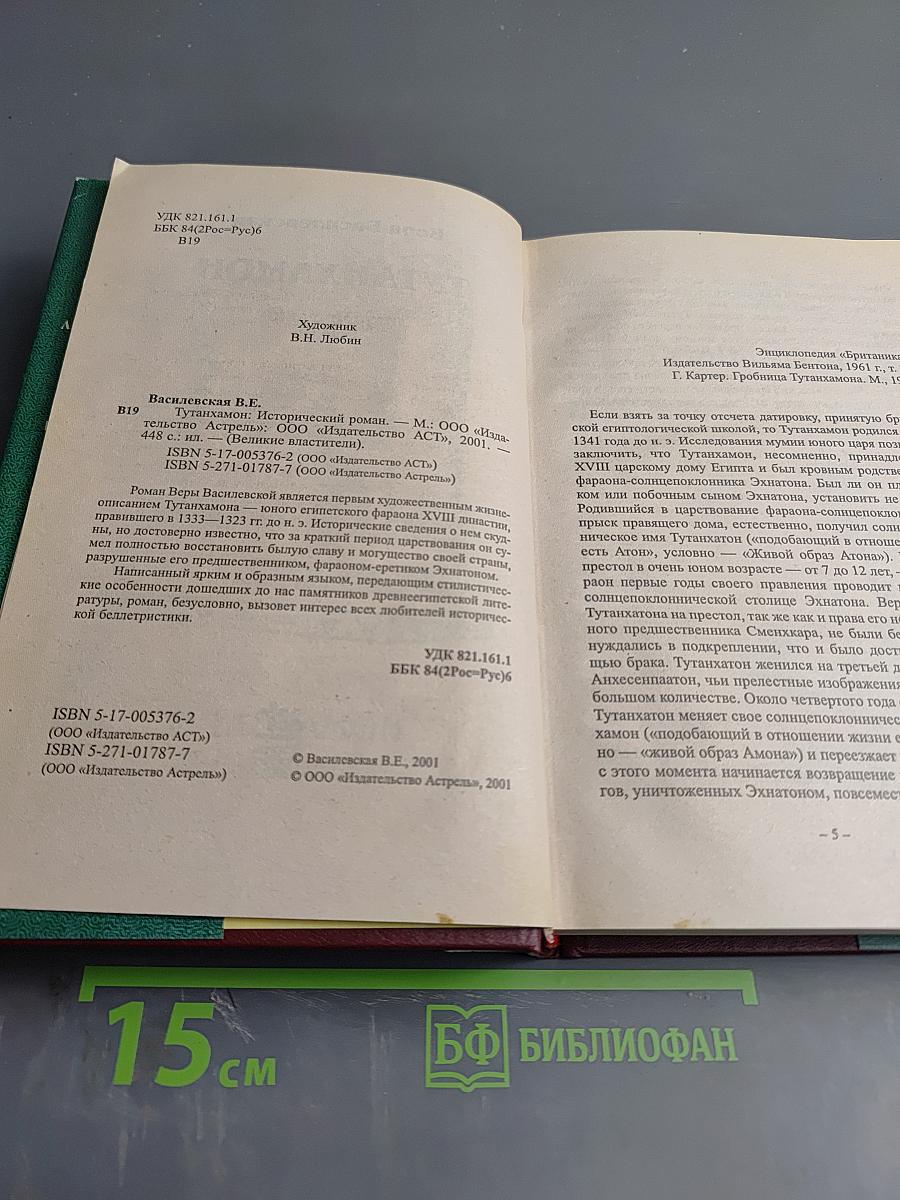 УДК 821.161.1
ББК 84(2Рос=Рус)6
В19
Художник
В.Н. Любин
Василевская В.Е.
В19 Тутанхамон: Исторический роман. — М.: ООО «Изда-
тельство Астрель»: ООО «Издательство АСТ», 2001. —
448 с.: ил. — (Великие властители).
ISBN 5-17-005376-2 (ООО «Издательство АСТ»)
ISBN 5-271-01787-7 (ООО «Издательство Астрель»)
Роман Веры Василевской является первым художественным жизне-
описанием Тутанхамона — юного египетского фараона XVIII династии,
правившего в 1333—1323 гг. до н. э. Исторические сведения о нем скуд-
ны, но достоверно известно, что за краткий период царствования он су-
мел полностью восстановить былую славу и могущество своей страны,
разрушенные его предшественником, фараоном-еретиком Эхнатоном.
Написанный ярким и образным языком, передающим стилистичес-
кие особенности дошедших до нас памятников древнеегипетской лите-
ратуры, роман, безусловно, вызовет интерес всех любителей историчес-
кой беллетристики.
УДК 821.161.1
ББК 84(2Рос=Рус)6
ISBN 5-17-005376-2
(ООО «Издательство АСТ»)
ISBN 5-271-01787-7
(ООО «Издательство Астрель»)
© Василевская В.Е., 2001
© ООО «Издательство Астрель», 2001
Энциклопедия «Британика
Издательство Вильяма Бентона, 1961 г., т.
Г. Картер. Гробница Тутанхамона. М., 19
Если взять за точку отсчета датировку, принятую бри
ской египтологической школой, то Тутанхамон родился
1341 года до н. э. Исследования мумии юного царя позв
заключить, что Тутанхамон, несомненно, принадле
XVIII царскому дому Египта и был кровным родстве
фараона-солнцепоклонника Эхнатона. Был ли он пл
ком или побочным сыном Эхнатона, установить не
Родившийся в царствование фараона-солнцепоклон
прыск правящего дома, естественно, получил солн
ническое имя Тутанхатон («подобающий в отноше
есть Атон», условно — «Живой образ Атона»).
престол в очень юном возрасте — от 7 до 12 лет, –
раон первые годы своего правления проводит
солнцепоклоннической столице Эхнатона. Вер
Тутанхатона на престол, так же как и права его не
ного предшественника Сменхкара, не были бе
нуждались в подкреплении, что и было дости
щью брака. Тутанхатон женился на третьей д
Анхесенпаатон, чьи прелестные изображения
большом количестве. Около четвертого года
Тутанхатон меняет свое солнцепоклонничес
хамон («подобающий в отношении жизни е
но — «живой образ Амона») и переезжает
с этого момента начинается возвращение
гов, уничтоженных Эхнатоном, повсемест
– 5 –
15 см
БФ БИБЛИОФАН